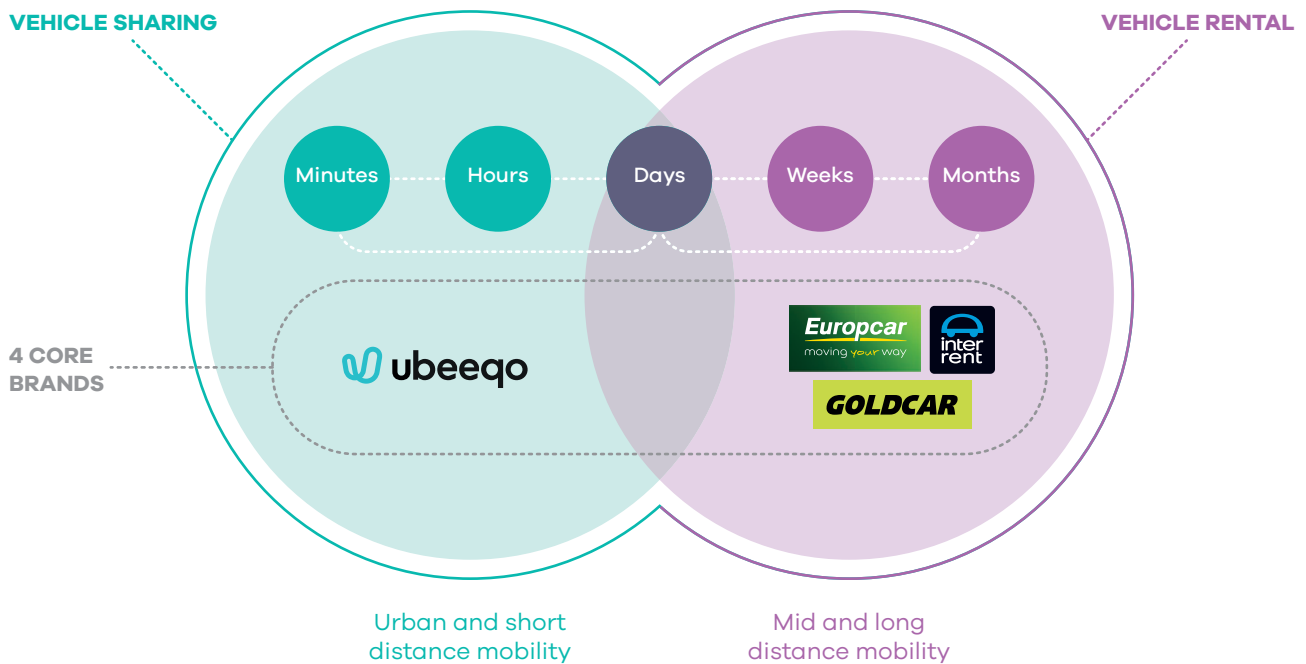 VEHICLE SHARING
VEHICLE RENTAL
Minutes
Hours
Days
Weeks
Months
4 CORE
BRANDS
ubeeqo
Europcar
moving your way
inter
rent
GOLDCAR
Urban and short
distance mobility
Mid and long
distance mobility